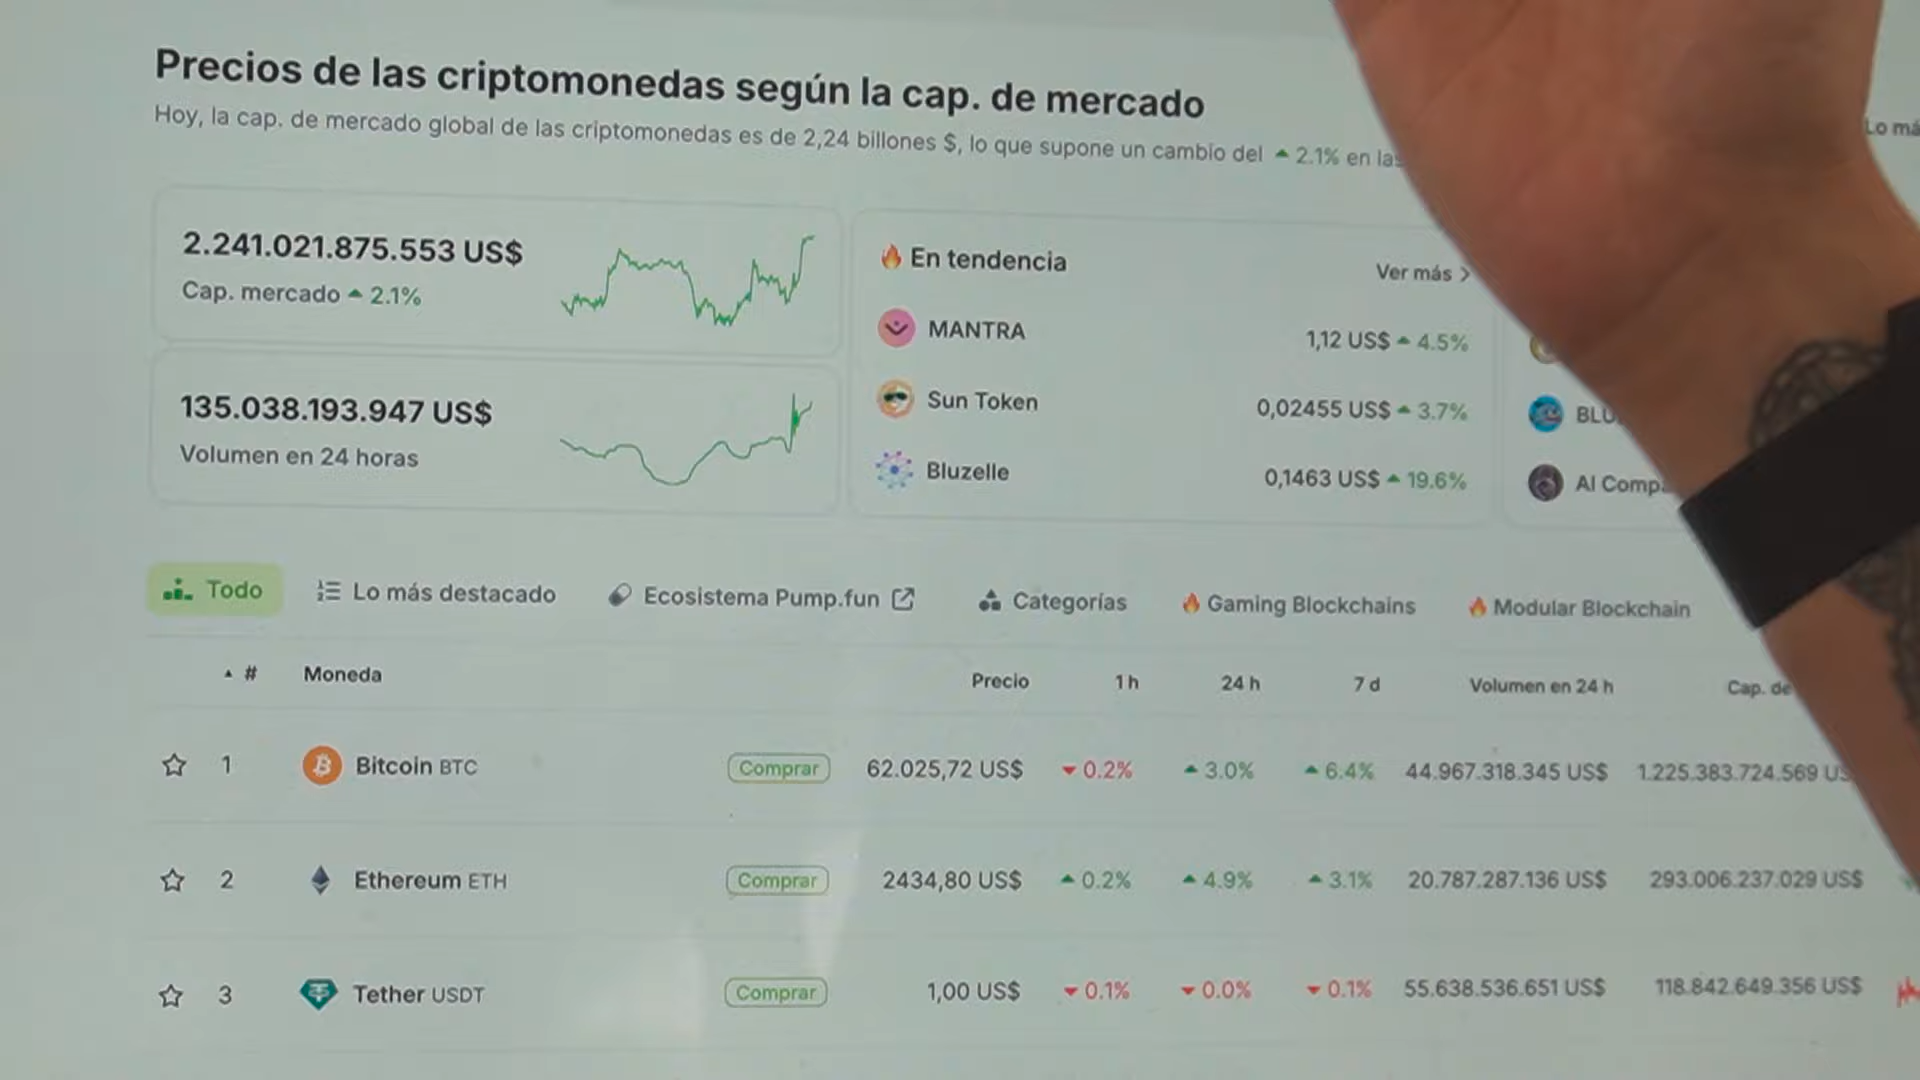 Precios de las criptomonedas según la cap. de mercado
Hoy, la cap. de mercado global de las criptomonedas es de 2,24 billones $, lo que supone un cambio del 2.1% en las
Lo
2.241.021.875.553 US$
Cap. mercado 2.1%
135.038.193.947 US$
Volumen en 24 horas
En tendencia Ver más >
MANTRA 1,12 US$ 4.5%
Sun Token 0,02455 US$ 3.7%
Bluzelle 0,1463 US$ 19.6%
AI
Todo Lo más destacado Ecosistema Pump.fun Categorías Gaming Blockchains Modular Blockchain
# Moneda Precio 1 h 24 h 7 d Volumen en 24 h Cap. de
1 Bitcoin BTC Comprar 62.025,72 US$ 0.2% 3.0% 6.4% 44.967.318.345 US$ 1.225.383.724.569
2 Ethereum ETH Comprar 2434,80 US$ 0.2% 4.9% 3.1% 20.787.287.136 US$ 293.006.237.029 US$
3 Tether USDT Comprar 1,00 US$ 0.1% 0.0% 0.1% 55.638.536.651 US$ 118.842.649.356 US$